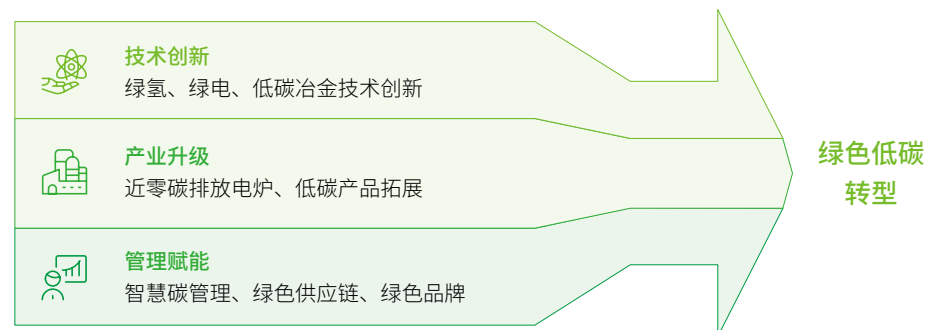 技术创新
绿氢、绿电、低碳冶金技术创新
产业升级
近零碳排放电炉、低碳产品拓展
管理赋能
智慧碳管理、绿色供应链、绿色品牌
绿色低碳
转型